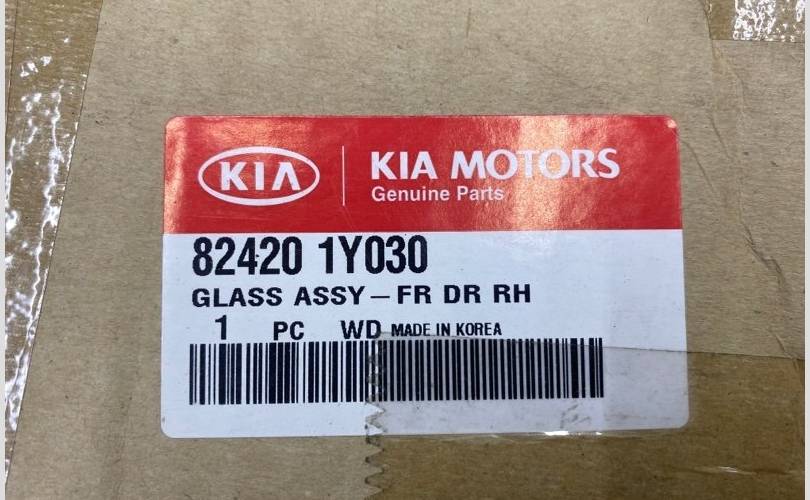 KIA KIA MOTORS
Genuine Parts
82420 1Y030
GLASS ASSY-FR DR RH
1 PC WD MADE IN KOREA